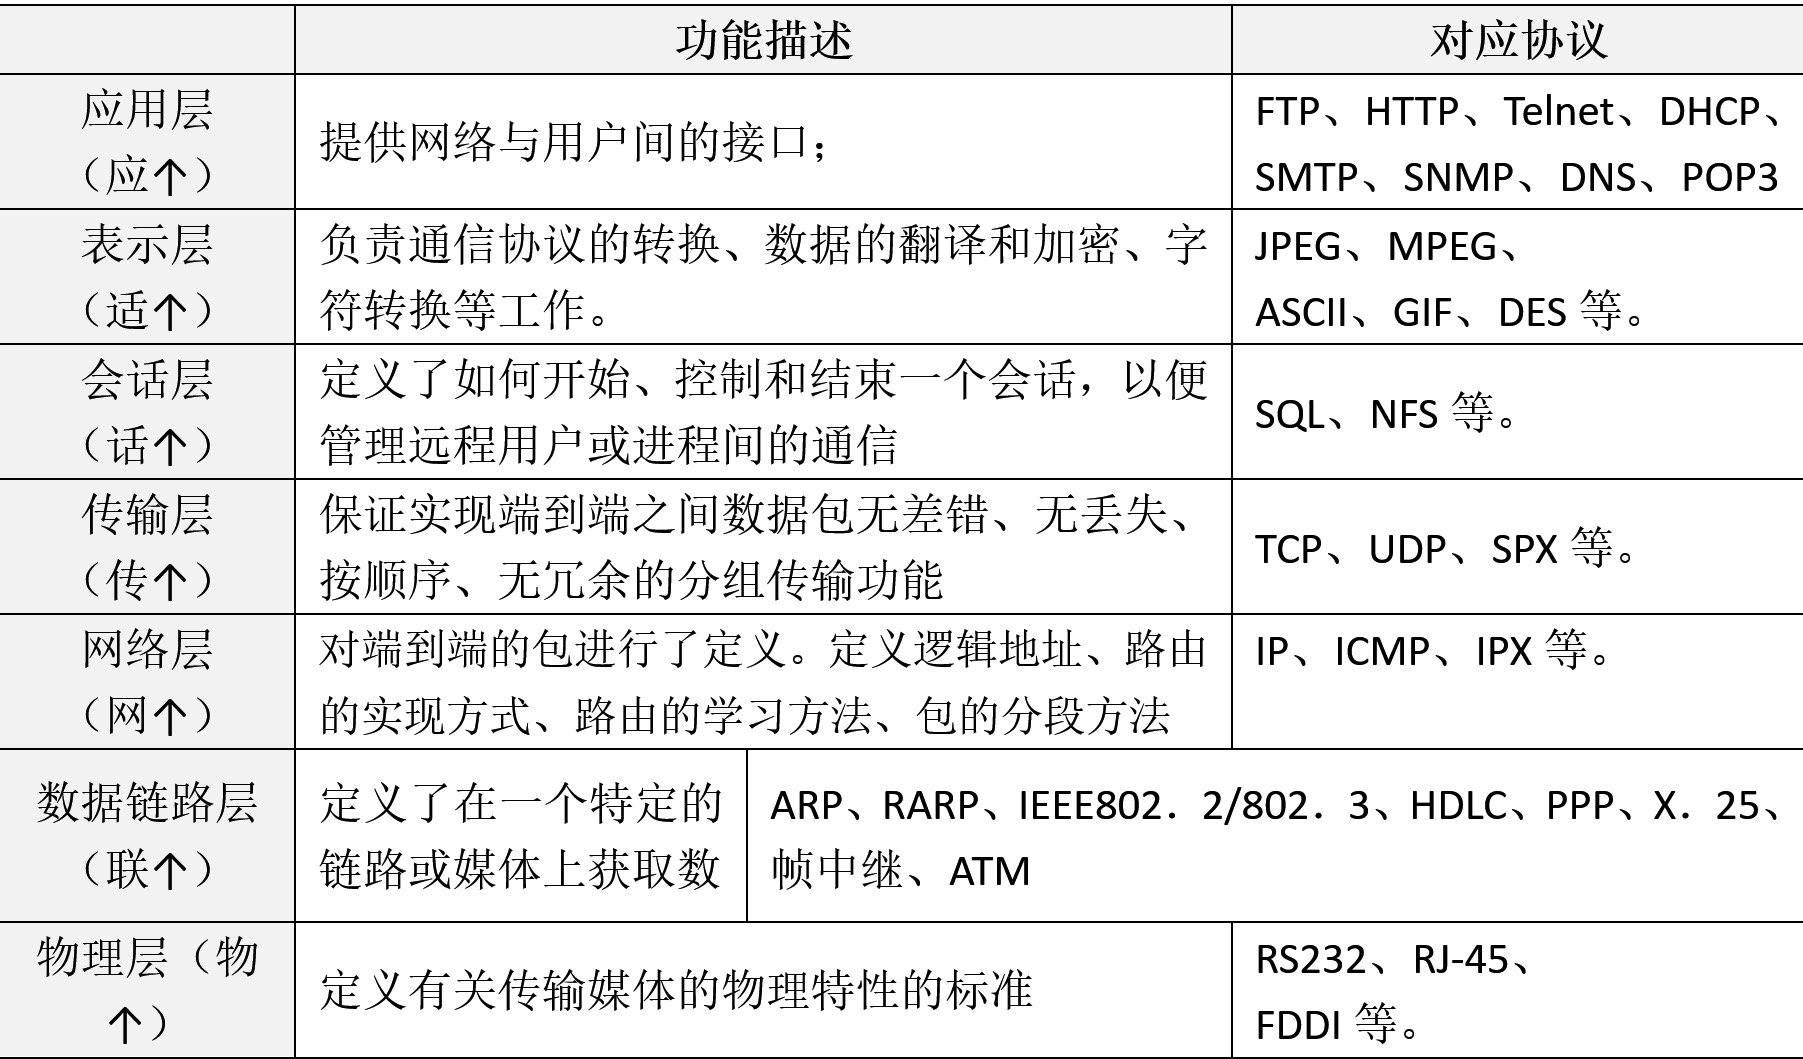 功能描述
对应协议
应用层
（应↑）
提供网络与用户间的接口；
FTP、HTTP、Telnet、DHCP、
SMTP、SNMP、DNS、POP3
表示层
（适↑）
负责通信协议的转换、数据的翻译和加密、字
符转换等工作。
JPEG、MPEG、
ASCII、GIF、DES 等。
会话层
（话↑）
定义了如何开始、控制和结束一个会话，以便
管理远程用户或进程间的通信
SQL、NFS 等。
传输层
（传↑）
保证实现端到端之间数据包无差错、无丢失、
按顺序、无冗余的分组传输功能
TCP、UDP、SPX 等。
网络层
（网↑）
对端到端的包进行了定义。定义逻辑地址、路由
的实现方式、路由的学习方法、包的分段方法
IP、ICMP、IPX 等。
数据链路层
（联↑）
定义了在一个特定的
链路或媒体上获取数
ARP、RARP、IEEE802．2/802．3、HDLC、PPP、X．25、
帧中继、ATM
物理层（物
↑）
定义有关传输媒体的物理特性的标准
RS232、RJ-45、
FDDI 等。